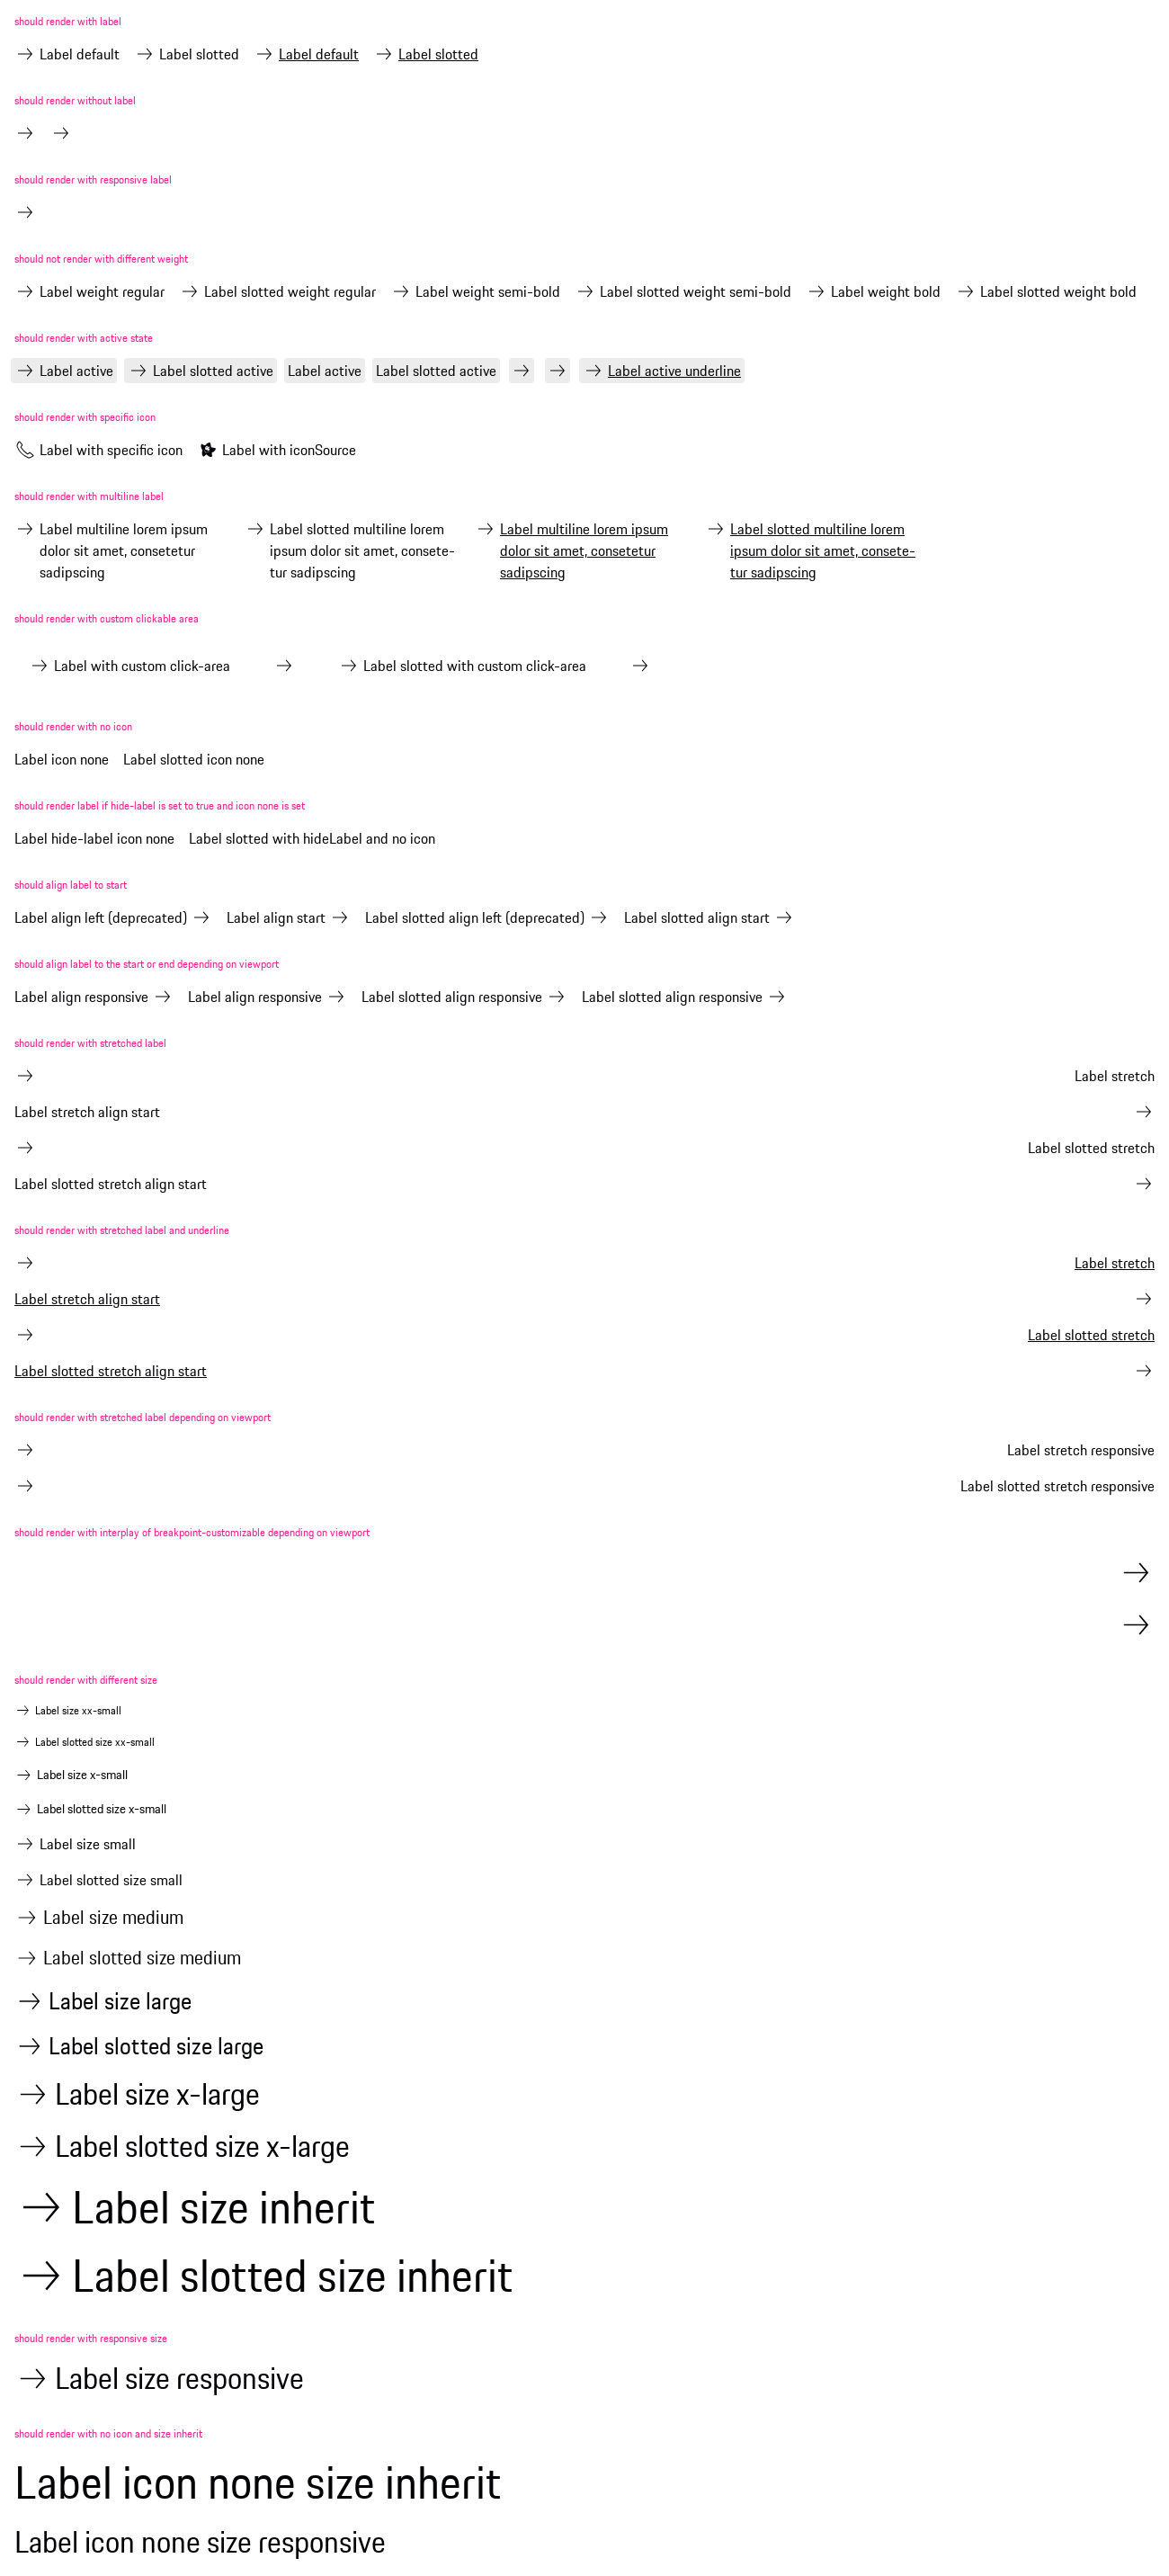 should render with label
Label default Label slotted Label default Label slotted
should render without label
should render with responsive label
should not render with different weight
Label weight regular Label slotted weight regular Label weight semi-bold Label slotted weight semi-bold Label weight bold Label slotted weight bold
should render with active state
Label active Label slotted active Label active Label slotted active Label active underline
should render with specific icon
Label with specific icon Label with iconSource
should render with multiline label
Label multiline lorem ipsum
dolor sit amet, consetetur
sadipscing
Label slotted multiline lorem
ipsum dolor sit amet, consete-
tur sadipscing
Label multiline lorem ipsum
dolor sit amet, consetetur
sadipscing
Label slotted multiline lorem
ipsum dolor sit amet, consete-
tur sadipscing
should render with custom clickable area
Label with custom click-area Label slotted with custom click-area
should render with no icon
Label icon none Label slotted icon none
should render label if hide-label is set to true and icon none is set
Label hide-label icon none Label slotted with hideLabel and no icon
should align label to start
Label align left (deprecated) Label align start Label slotted align left (deprecated) Label slotted align start
should align label to the start or end depending on viewport
Label align responsive Label align responsive Label slotted align responsive Label slotted align responsive
should render with stretched label
Label stretch
Label stretch align start
Label slotted stretch
Label slotted stretch align start
should render with stretched label and underline
Label stretch
Label stretch align start
Label slotted stretch
Label slotted stretch align start
should render with stretched label depending on viewport
Label stretch responsive
Label slotted stretch responsive
should render with interplay of breakpoint-customizable depending on viewport
should render with different size
Label size xx-small
Label slotted size xx-small
Label size x-small
Label slotted size x-small
Label size small
Label slotted size small
Label size medium
Label slotted size medium
Label size large
Label slotted size large
Label size x-large
Label slotted size x-large
Label size inherit
Label slotted size inherit
should render with responsive size
Label size responsive
should render with no icon and size inherit
Label icon none size inherit
Label icon none size responsive